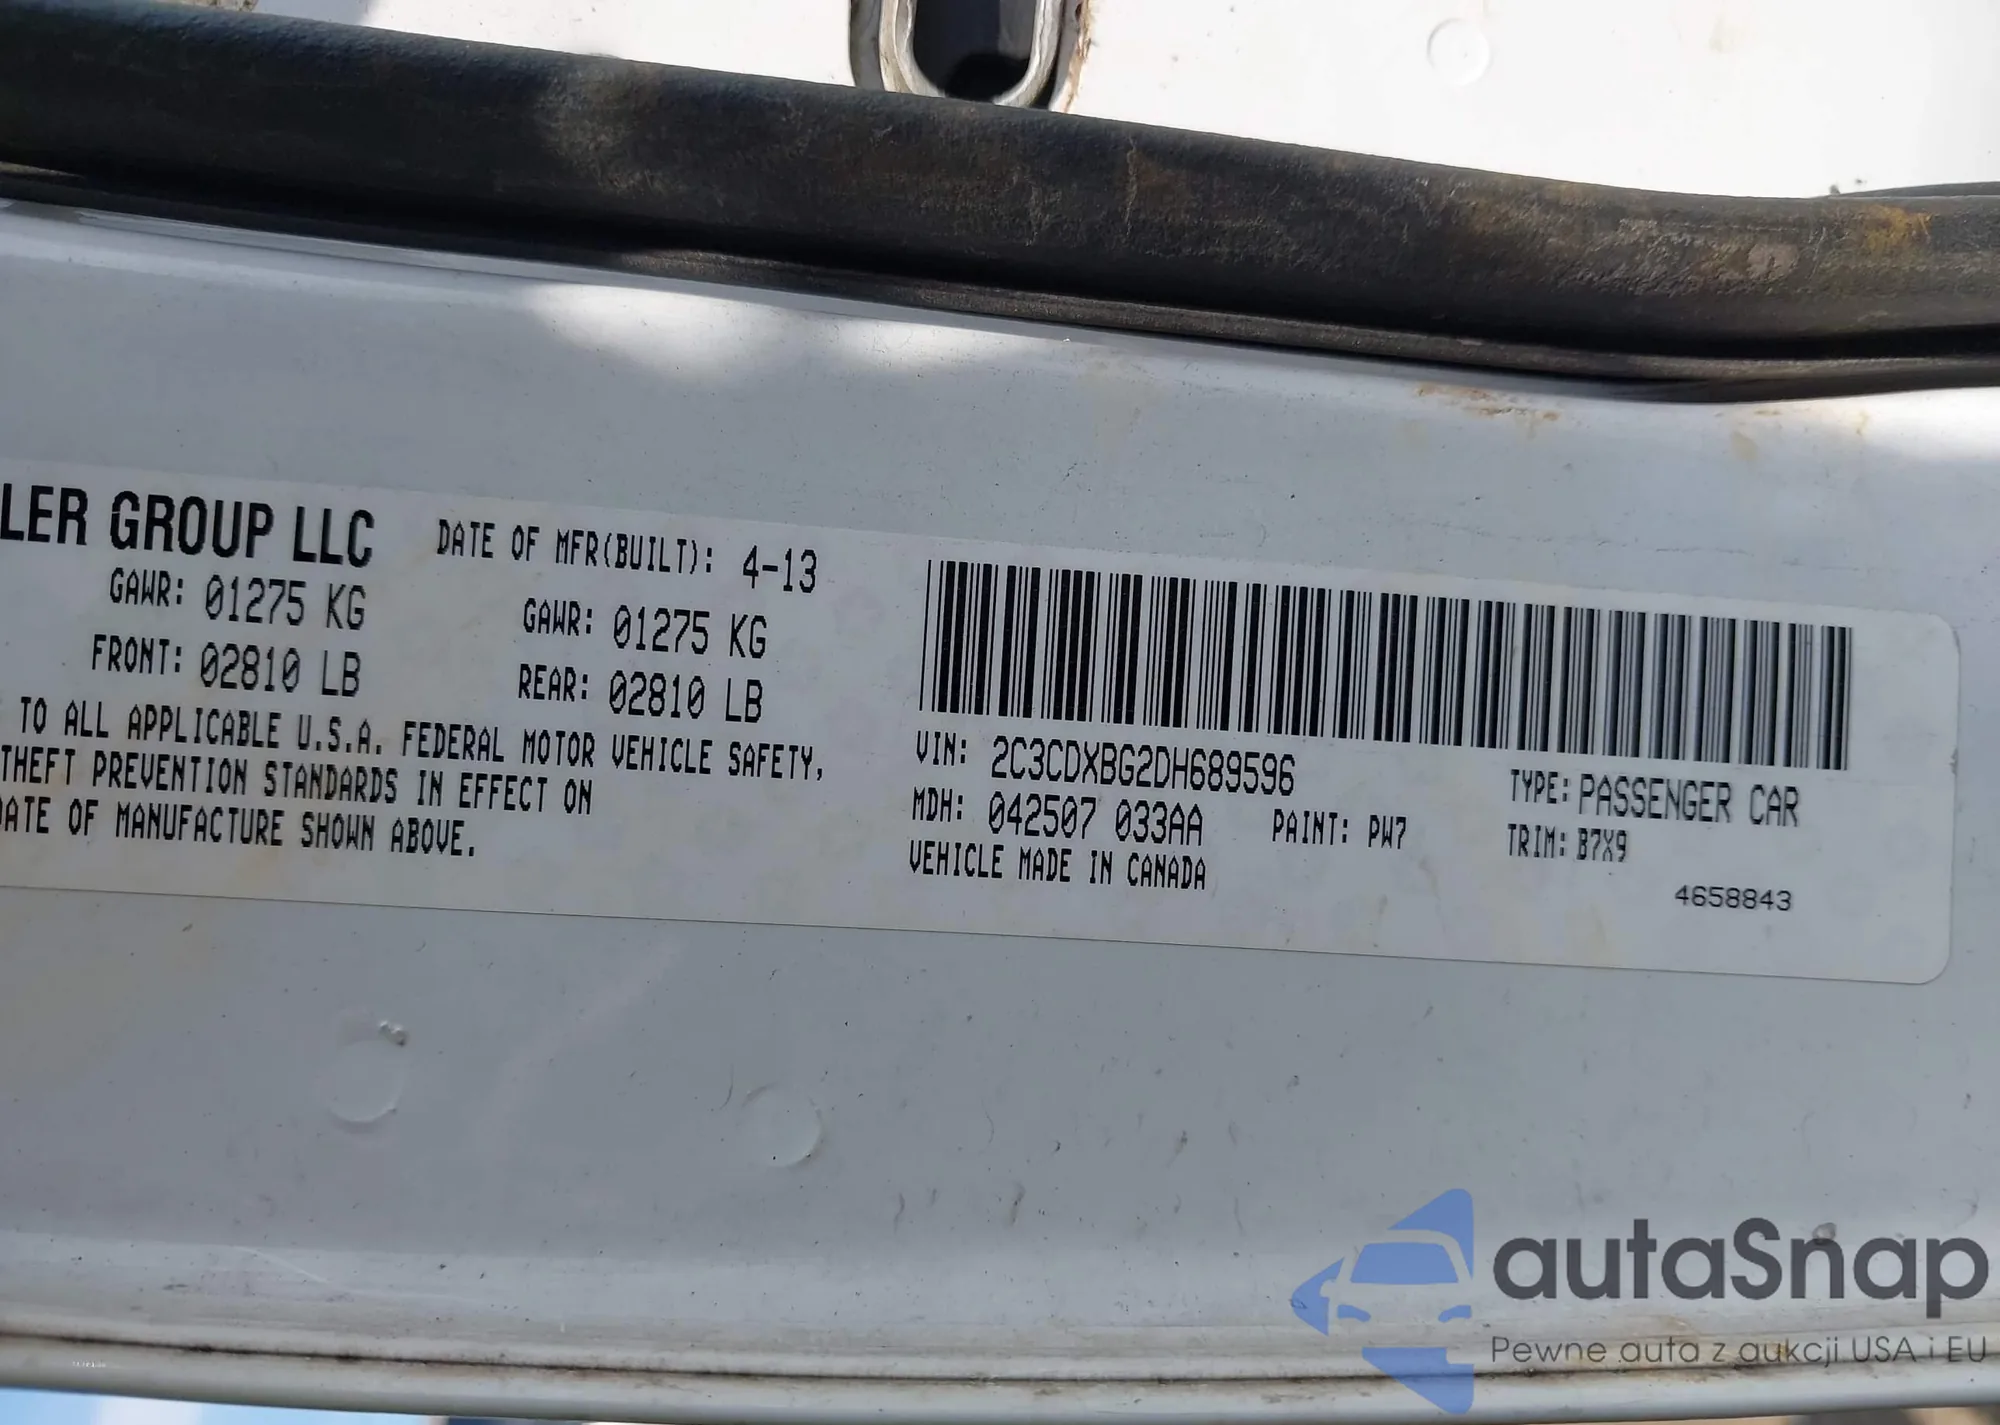 LER GROUP LLC DATE OF MFR(BUILT): 4-13
GAWR: 01275 KG GAWR: 01275 KG
FRONT: 02810 LB REAR: 02810 LB
TO ALL APPLICABLE U.S.A. FEDERAL MOTOR VEHICLE SAFETY,
THEFT PREVENTION STANDARDS IN EFFECT ON
DATE OF MANUFACTURE SHOWN ABOVE.
VIN: 2C3CDXBG2DH689596 TYPE: PASSENGER CAR
MDH: 042507 033AA PAINT: PW7 TRIM: B7X9
VEHICLE MADE IN CANADA
4658843
autaSnap
Pewne auta z aukcji USA i EU